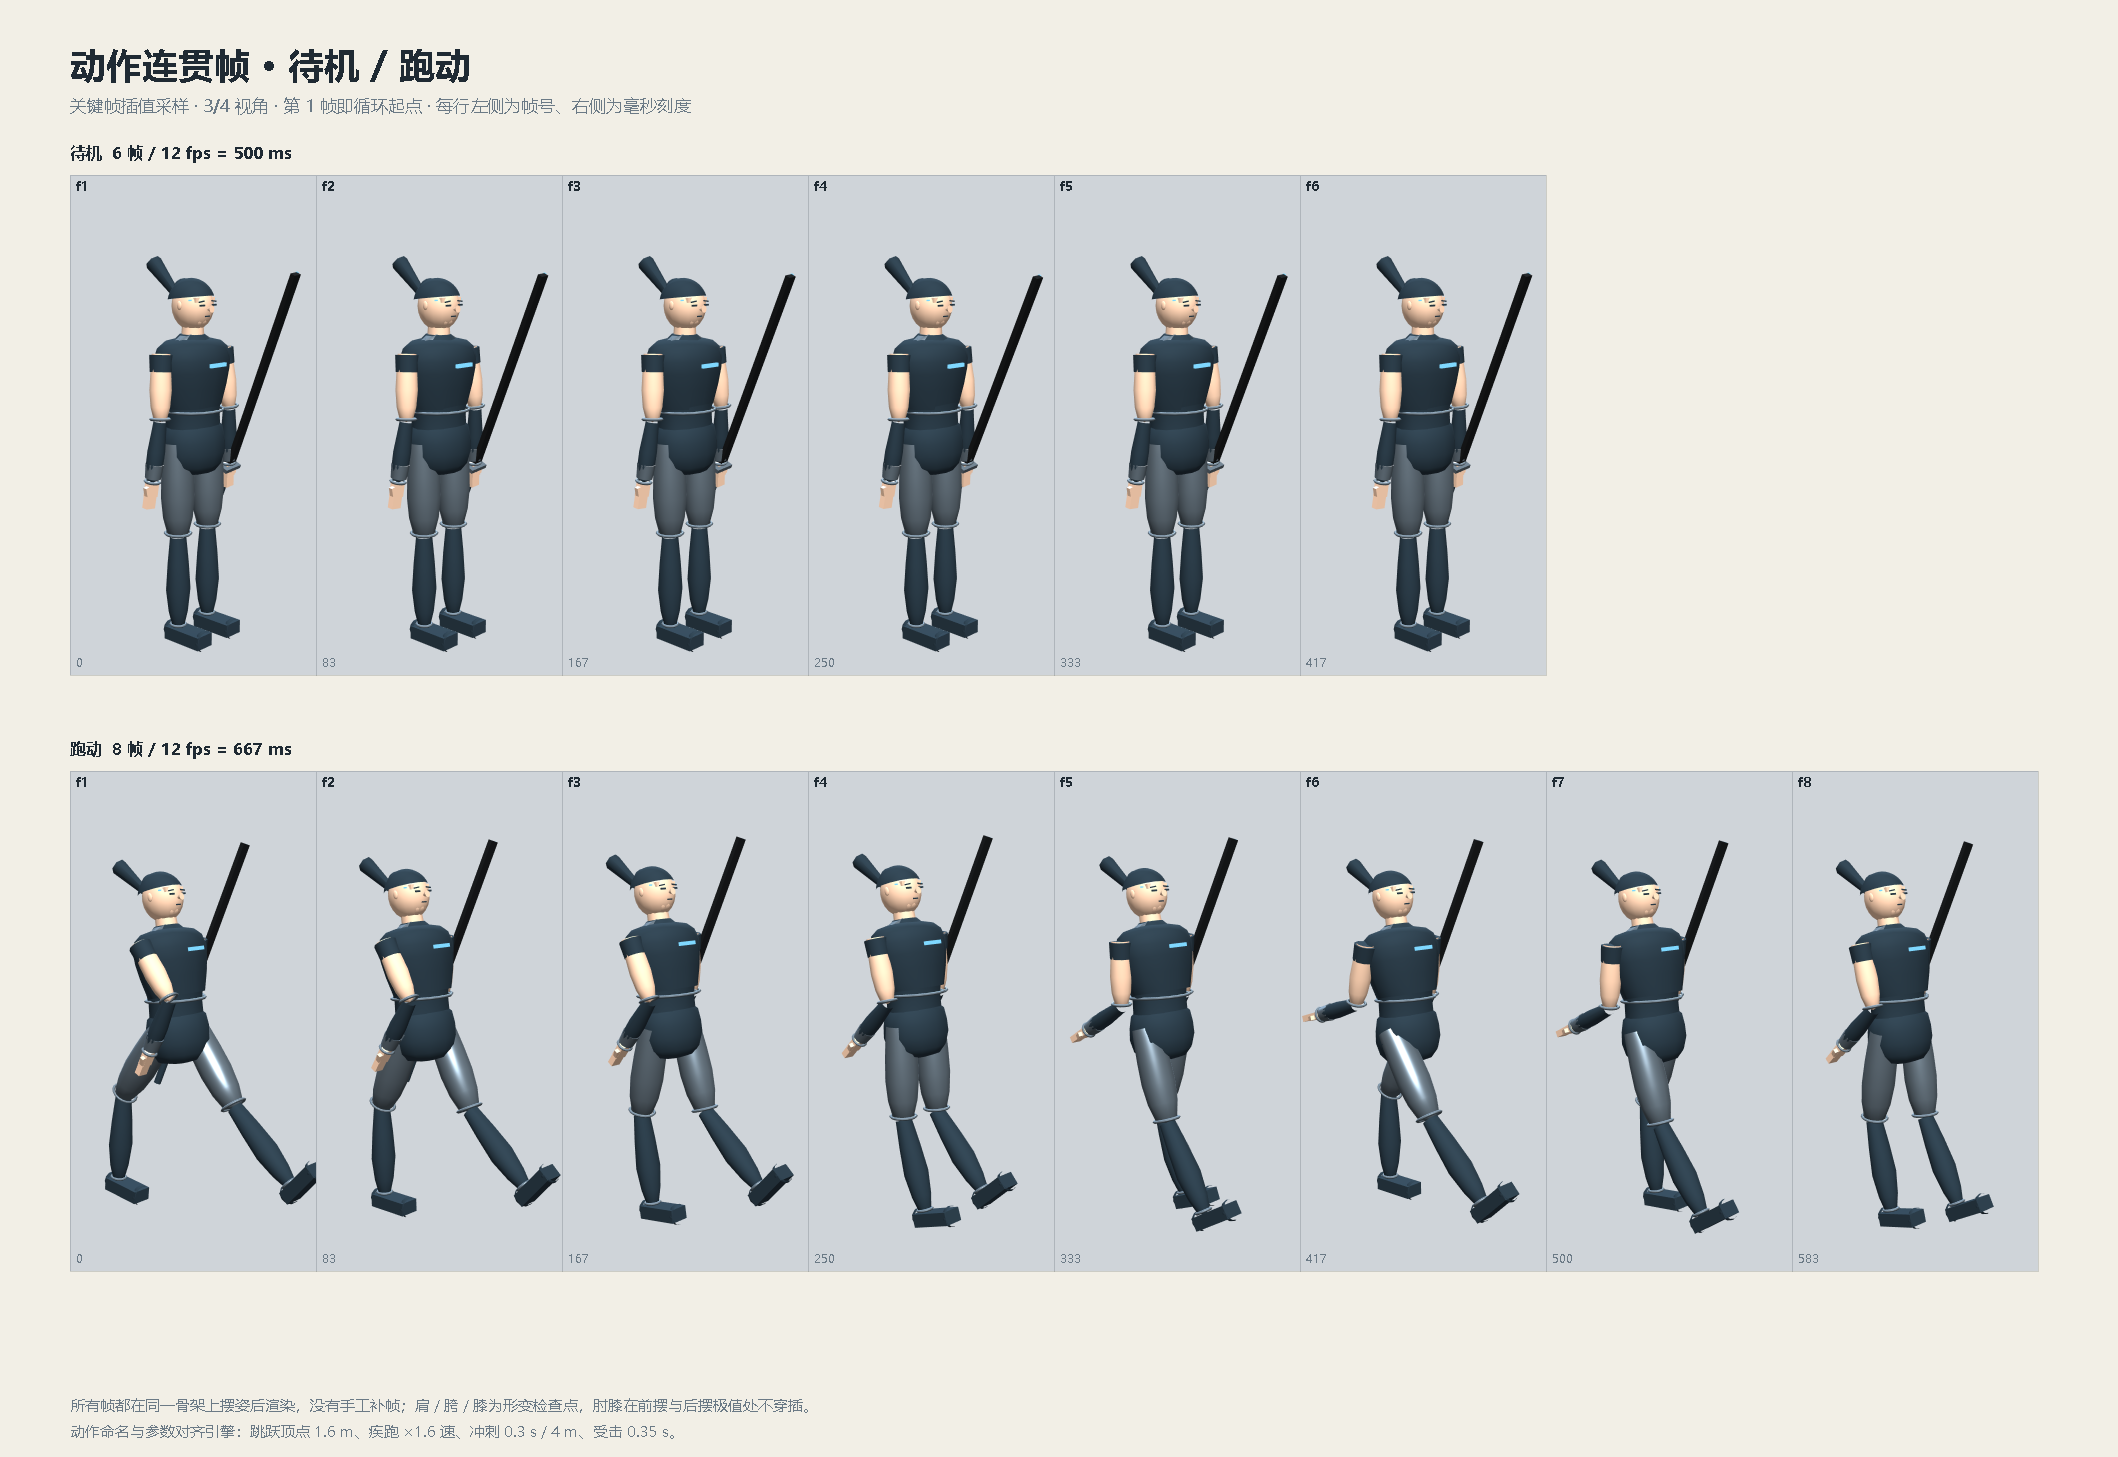 动作连贯帧 · 待机 / 跑动
关键帧插值采样 · 3/4 视角 · 第 1 帧即循环起点 · 每行左侧为帧号、右侧为毫秒刻度
待机 6 帧 / 12 fps = 500 ms
f1 f2 f3 f4 f5 f6
0 83 167 250 333 417
跑动 8 帧 / 12 fps = 667 ms
f1 f2 f3 f4 f5 f6 f7 f8
0 83 167 250 333 417 500 583
所有帧都在同一骨架上摆姿后渲染，没有手工补帧；肩 / 胯 / 膝为形变检查点，肘膝在前摆与后摆极值处不穿插。
动作命名与参数对齐引擎：跳跃顶点 1.6 m、疾跑 ×1.6 速、冲刺 0.3 s / 4 m、受击 0.35 s。